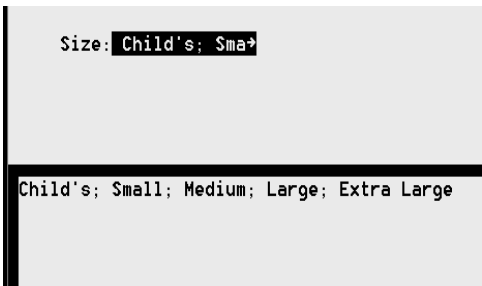 Size: Child's; Sma→
Child's; Small; Medium; Large; Extra Large